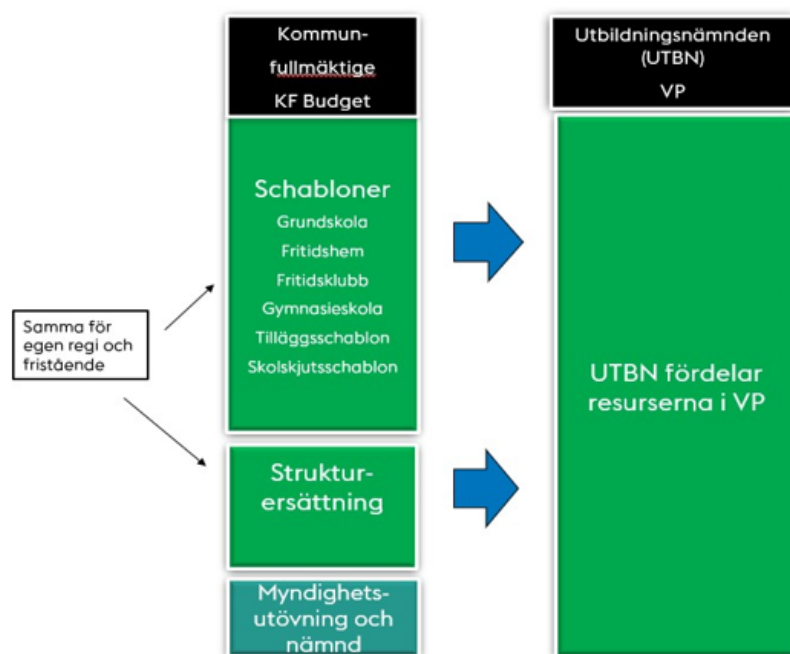 Kommun-
fullmäktige
KF Budget
Schabloner
Grundskola
Fritidshem
Fritidsklubb
Gymnasieskola
Tilläggsschablon
Skolskjutsschablon
Samma för
egen regi och
fristående
Struktur-
ersättning
Myndighets-
utövning och
nämnd
Utbildningsnämnden
(UTBN)
VP
UTBN fördelar
resurserna i VP